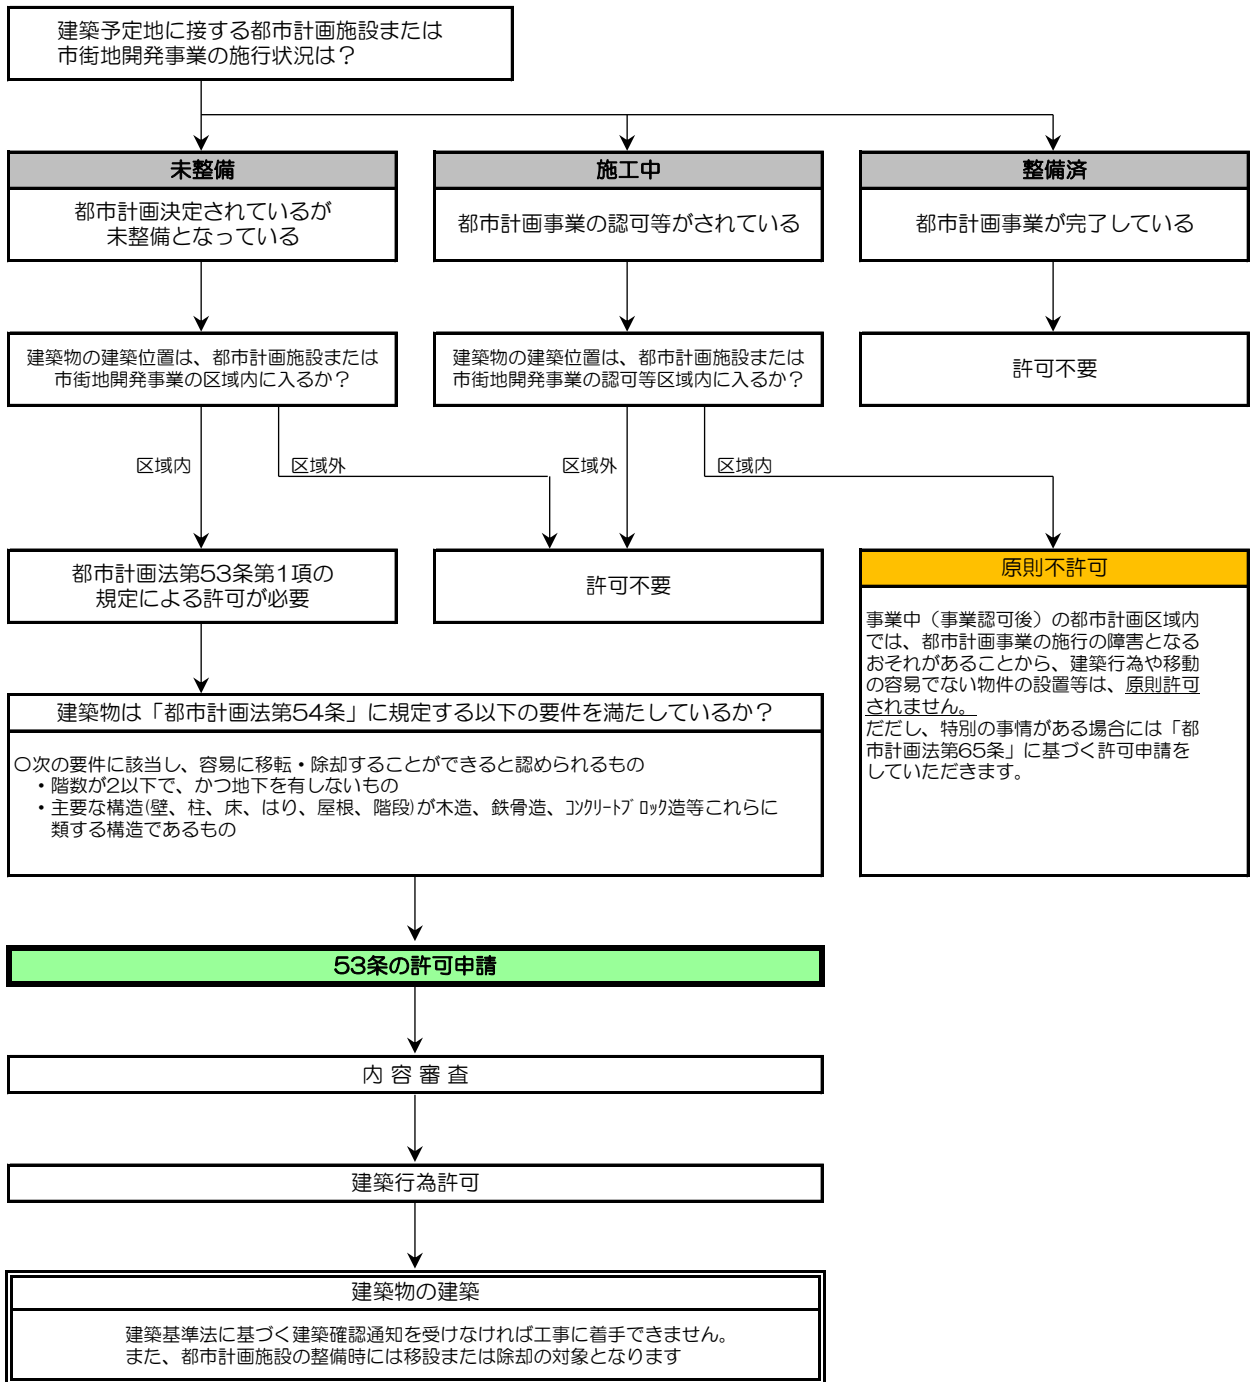 建築予定地に接する都市計画施設または
市街地開発事業の施行状況は？
未整備
都市計画決定されているが
未整備となっている
施工中
都市計画事業の認可等がされている
整備済
都市計画事業が完了している
建築物の建築位置は、都市計画施設または
市街地開発事業の区域内に入るか？
建築物の建築位置は、都市計画施設または
市街地開発事業の認可等区域内に入るか？
許可不要
区域内
区域外
区域外
区域内
都市計画法第53条第1項の
規定による許可が必要
許可不要
原則不許可
事業中（事業認可後）の都市計画区域内
では、都市計画事業の施行の障害となる
おそれがあることから、建築行為や移動
の容易でない物件の設置等は、原則許可
されません。
だだし、特別の事情がある場合には「都
市計画法第65条」に基づく許可申請を
していただきます。
建築物は「都市計画法第54条」に規定する以下の要件を満たしているか？
○次の要件に該当し、容易に移転・除却することができると認められるもの
・階数が2以下で、かつ地下を有しないもの
・主要な構造(壁、柱、床、はり、屋根、階段)が木造、鉄骨造、ｺﾝｸﾘｰﾄﾌﾞﾛｯｸ造等これらに
類する構造であるもの
53条の許可申請
内 容 審 査
建築行為許可
建築物の建築
建築基準法に基づく建築確認通知を受けなければ工事に着手できません。
また、都市計画施設の整備時には移設または除却の対象となります